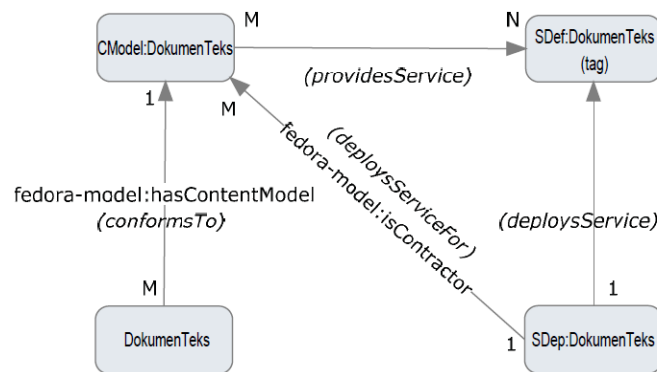 M
N
CModel:DokumenTeks
SDef:DokumenTeks
(tag)
(providesService)
1
M
fedora-model:hasContentModel
(conformsTo)
(deploysServiceFor)
fedora-model:isContractor
(deploysService)
M
1
1
DokumenTeks
SDep:DokumenTeks